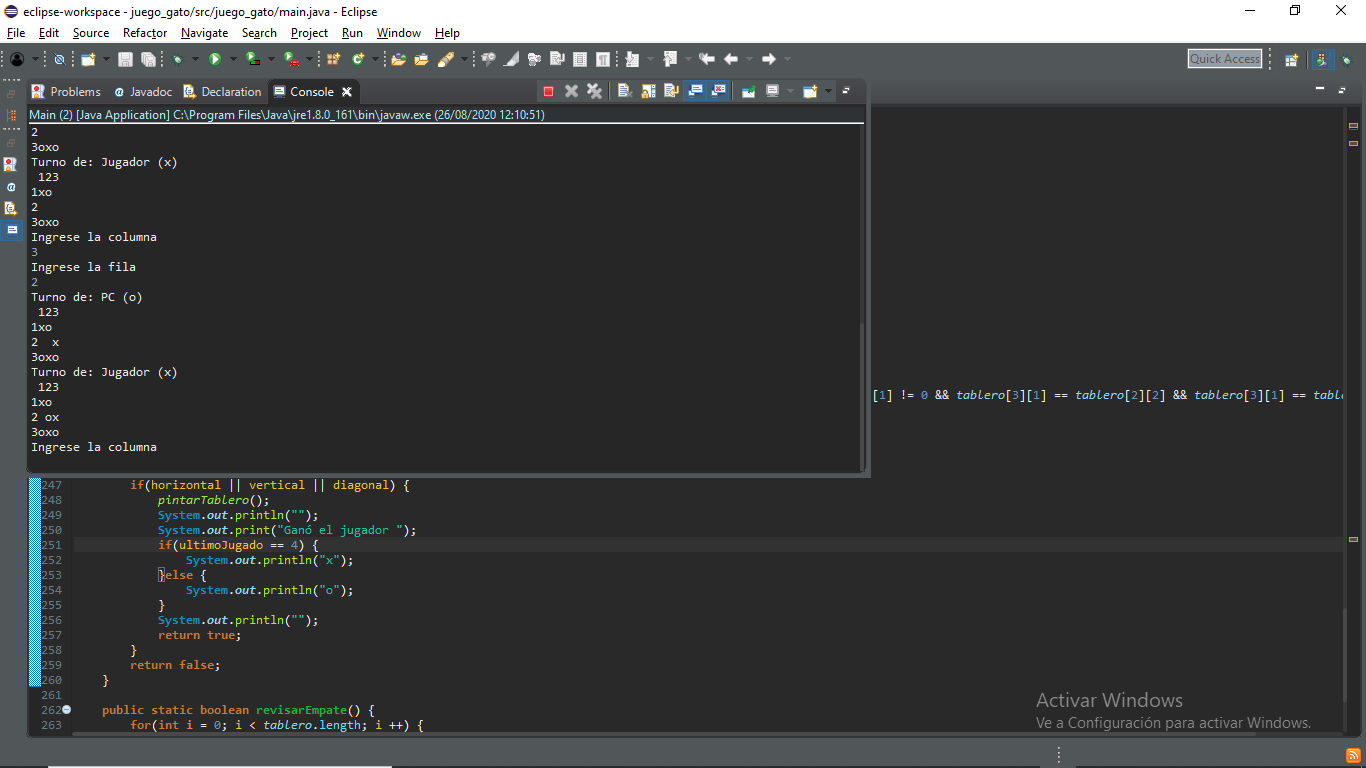 eclipse-workspace - juego_gato/src/juego_gato/main.java - Eclipse
File Edit Source Refactor Navigate Search Project Run Window Help
Quick Access
Problems @ Javadoc Declaration Console
Main (2) [Java Application] C:\Program Files\Java\jre1.8.0_161\bin\javaw.exe (26/08/2020 12:10:51)
2
3oxo
Turno de: Jugador (x)
 123
1xo
2
3oxo
Ingrese la columna
3
Ingrese la fila
2
Turno de: PC (o)
 123
1xo
2  x
3oxo
Turno de: Jugador (x)
 123
1xo
2 ox
3oxo
Ingrese la columna
[1] != 0 && tablero[3][1] == tablero[2][2] && tablero[3][1] == tabl
247 if(horizontal || vertical || diagonal) {
248 pintarTablero();
249 System.out.println("");
250 System.out.print("Ganó el jugador ");
251 if(ultimoJugado == 4) {
252 System.out.println("x");
253 }else {
254 System.out.println("o");
255 }
256 System.out.println("");
257 return true;
258 }
259 return false;
260 }
261
262 public static boolean revisarEmpate() {
263 for(int i = 0; i < tablero.length; i ++) {
Activar Windows
Ve a Configuración para activar Windows.